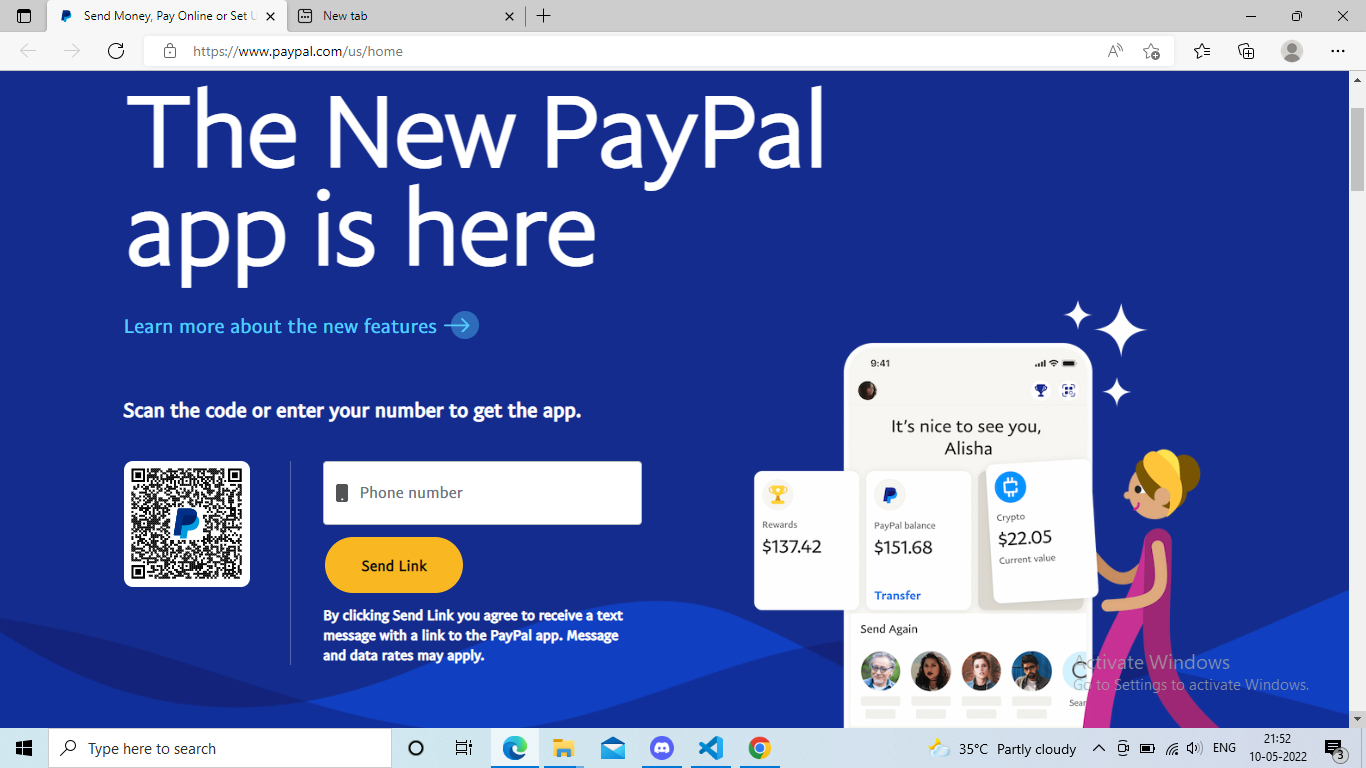 Send Money, Pay Online or Set U
New tab
https://www.paypal.com/us/home
The New PayPal
app is here
Learn more about the new features
Scan the code or enter your number to get the app.
Phone number
Send Link
By clicking Send Link you agree to receive a text
message with a link to the PayPal app. Message
and data rates may apply.
9:41
It's nice to see you,
Alisha
Rewards
$137.42
PayPal balance
$151.68
Transfer
Crypto
$22.05
Current value
Send Again
Activate Windows
Go to Settings to activate Windows.
Type here to search
35°C Partly cloudy
ENG
21:52
10-05-2022
3